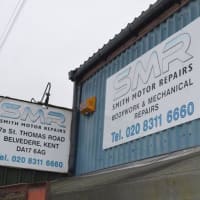 SMR
SMITH MOTOR REPAIRS
7a St. THOMAS ROAD
BELVEDERE, KENT
DA17 6AG
Tel. 020 8311 6660
SMR
SMITH MOTOR REPAIRS
BODYWORK & MECHANICAL
REPAIRS
Tel. 020 8311 6660